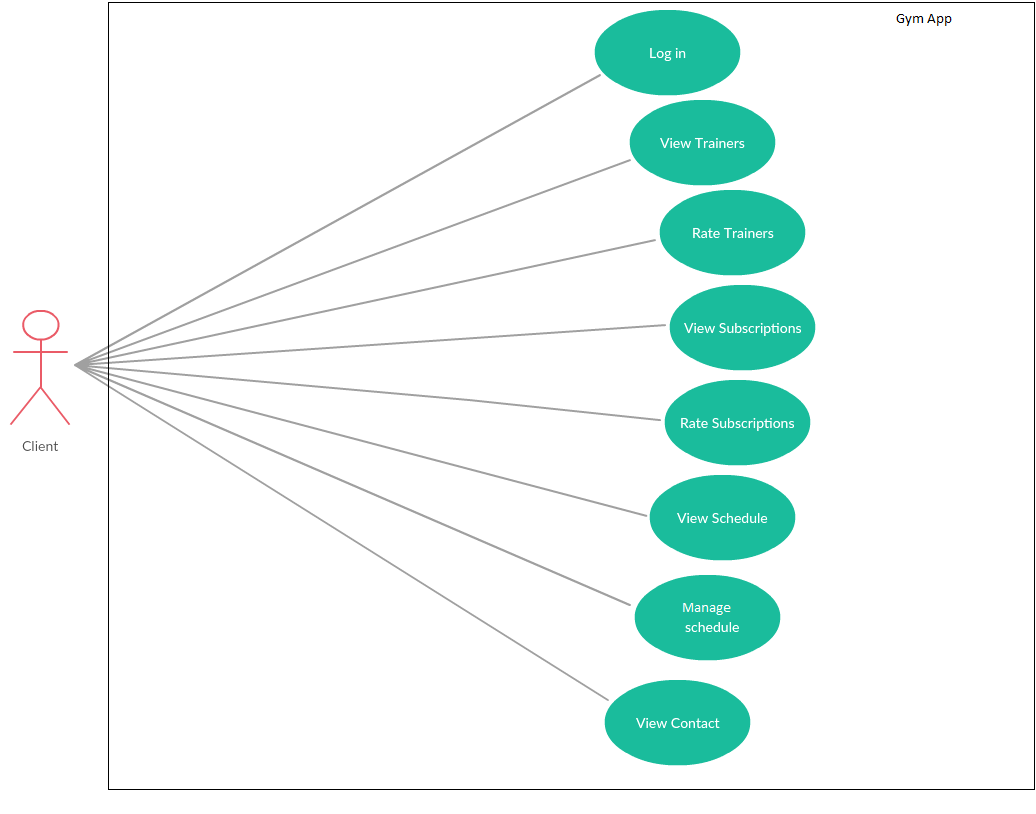 Gym App
Log in
View Trainers
Rate Trainers
View Subscriptions
Rate Subscriptions
Client
View Schedule
Manage
schedule
View Contact